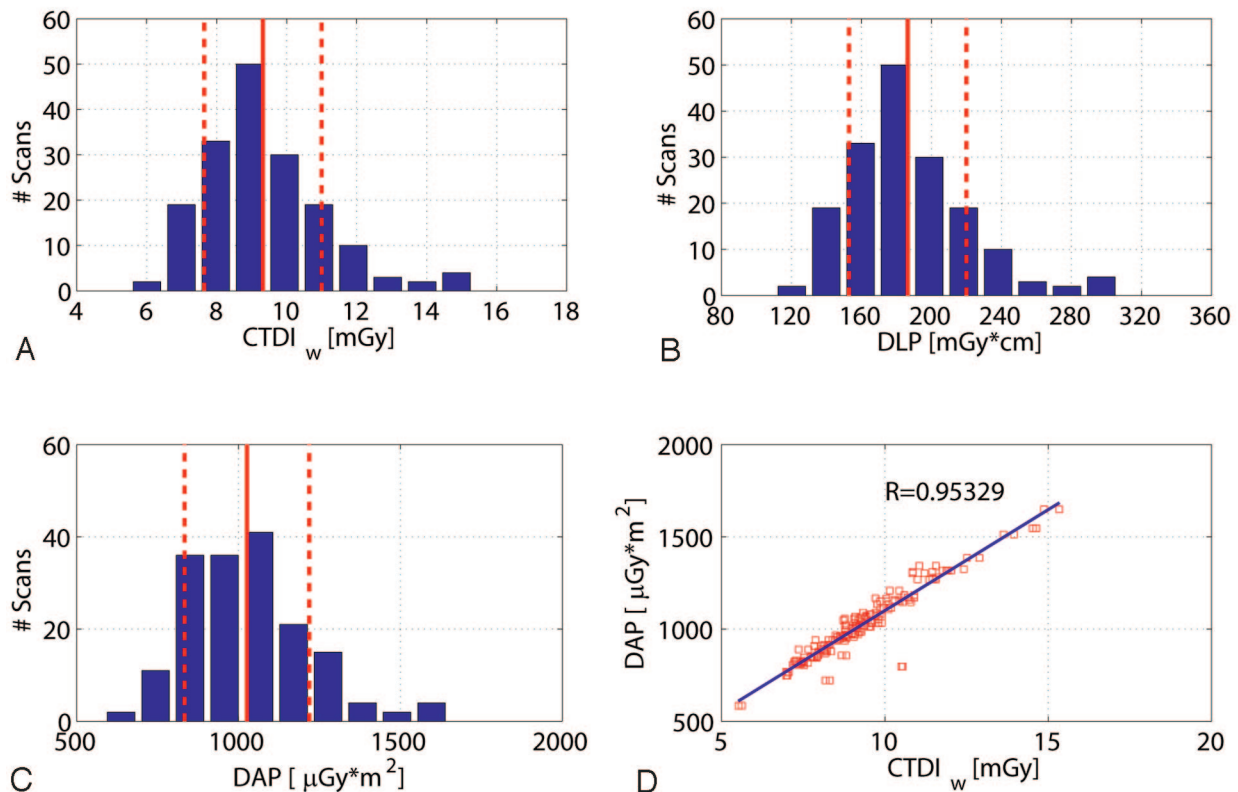 60
50
40
30
20
10
0
# Scans
4 6 8 10 12 14 16 18
CTDI w [mGy]
A
60
50
40
30
20
10
0
# Scans
80 120 160 200 240 280 320 360
DLP [mGy*cm]
B
60
40
20
0
# Scans
500 1000 1500 2000
DAP [ μGy*m²]
C
2000
1500
1000
500
DAP [ μGy*m²]
R=0.95329
5 10 15 20
CTDI w [mGy]
D